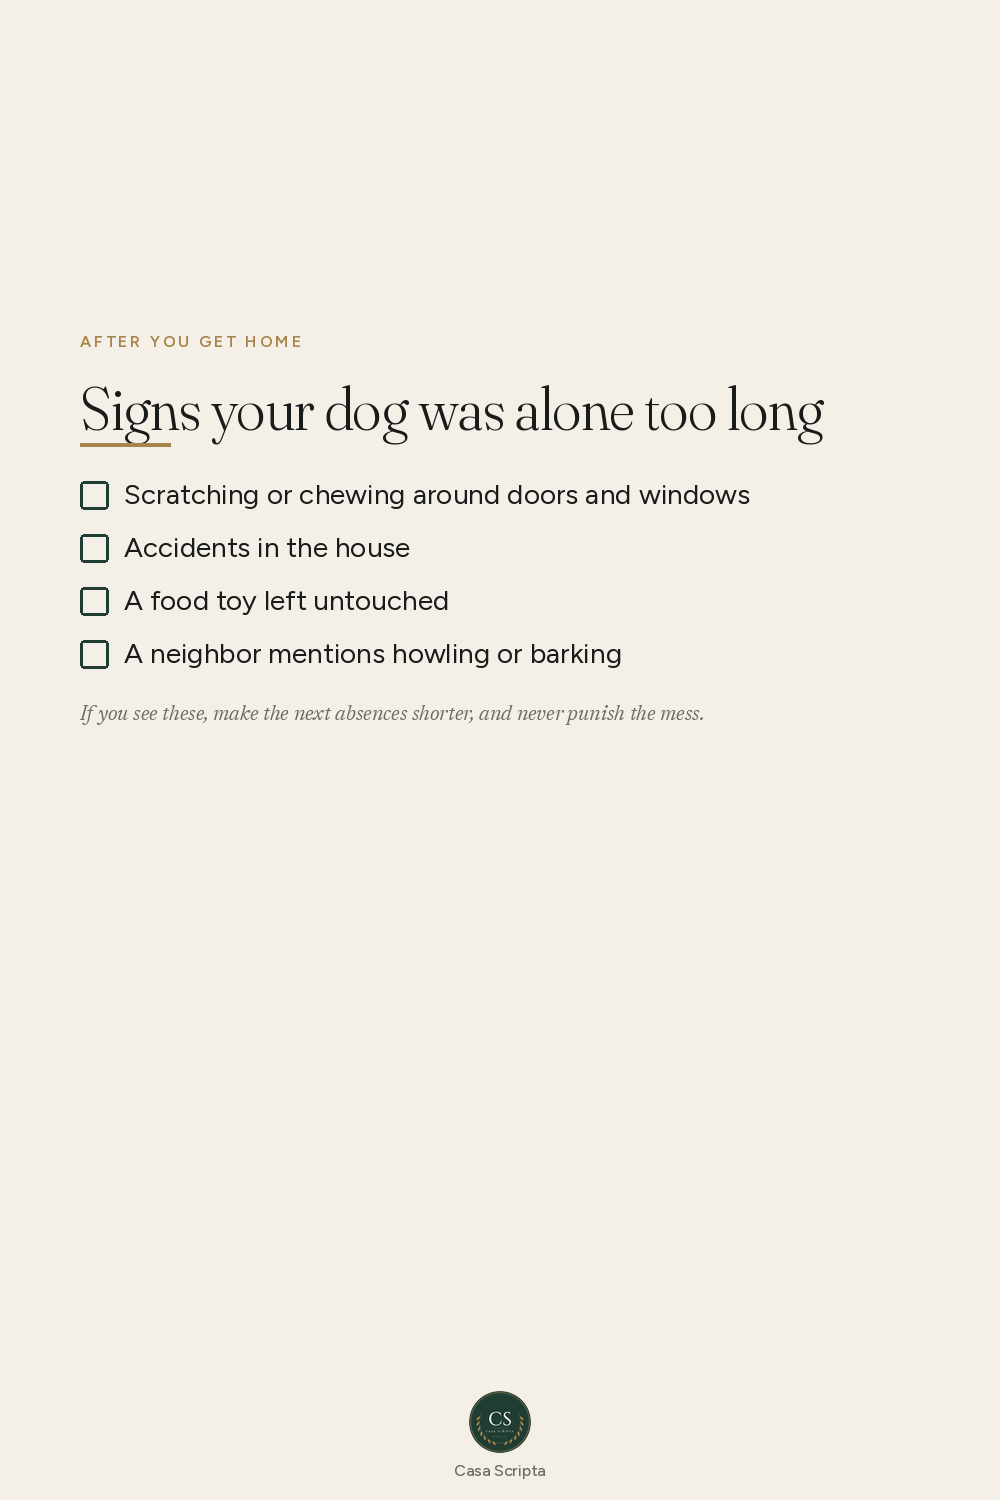 AFTER YOU GET HOME
Signs your dog was alone too long
Scratching or chewing around doors and windows
Accidents in the house
A food toy left untouched
A neighbor mentions howling or barking
If you see these, make the next absences shorter, and never punish the mess.
CS
CASA SCRIPTA
Casa Scripta